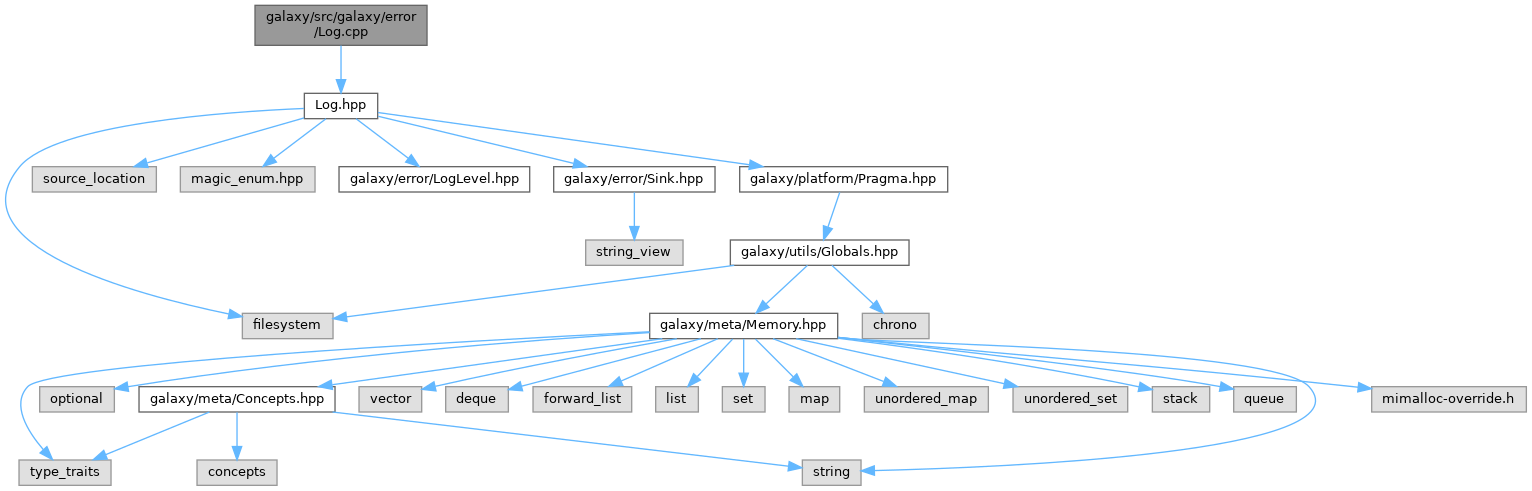 galaxy/src/galaxy/error
/Log.cpp
Log.hpp
source_location
magic_enum.hpp
galaxy/error/LogLevel.hpp
galaxy/error/Sink.hpp
galaxy/platform/Pragma.hpp
string_view
galaxy/utils/Globals.hpp
filesystem
galaxy/meta/Memory.hpp
chrono
optional
galaxy/meta/Concepts.hpp
vector
deque
forward_list
list
set
map
unordered_map
unordered_set
stack
queue
mimalloc-override.h
type_traits
concepts
string